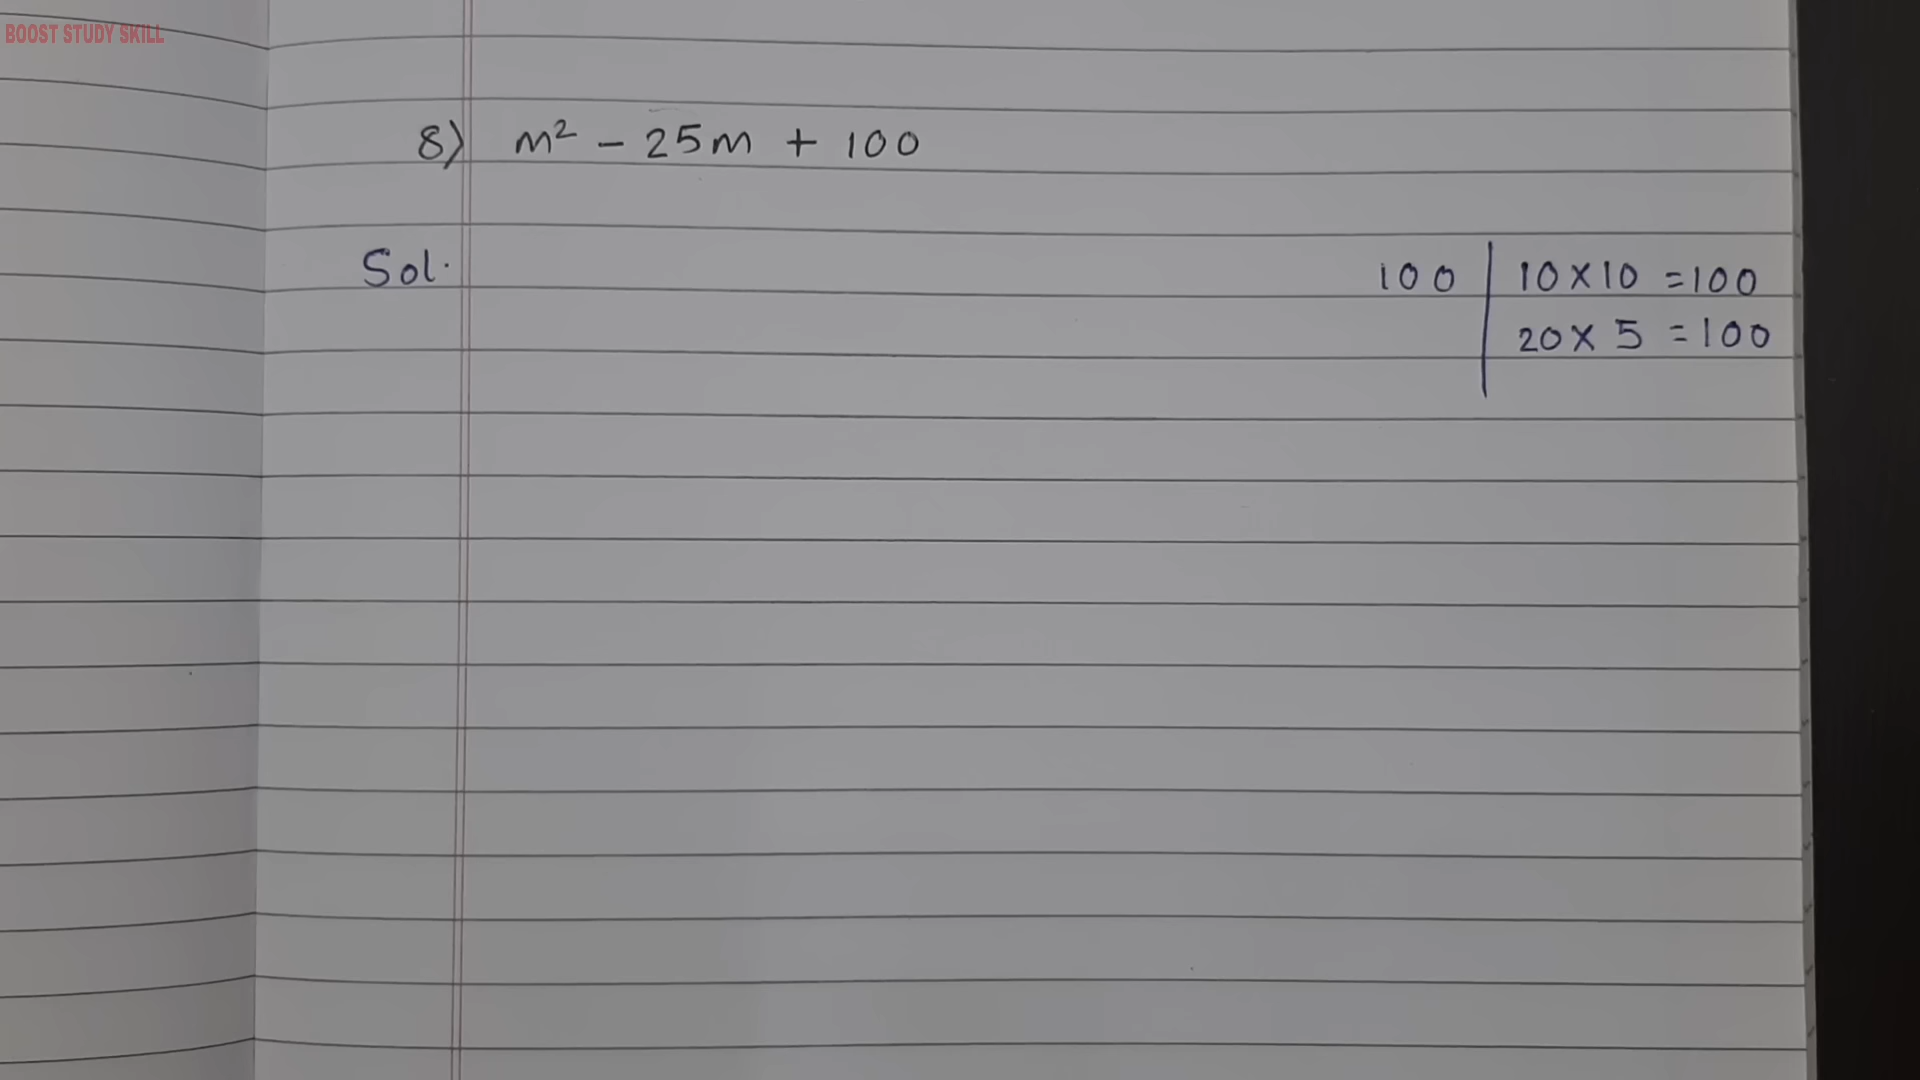 BOOST STUDY SKILL
8) m² - 25m + 100
Sol.
100 | 10 x 10 = 100
20 x 5 = 100